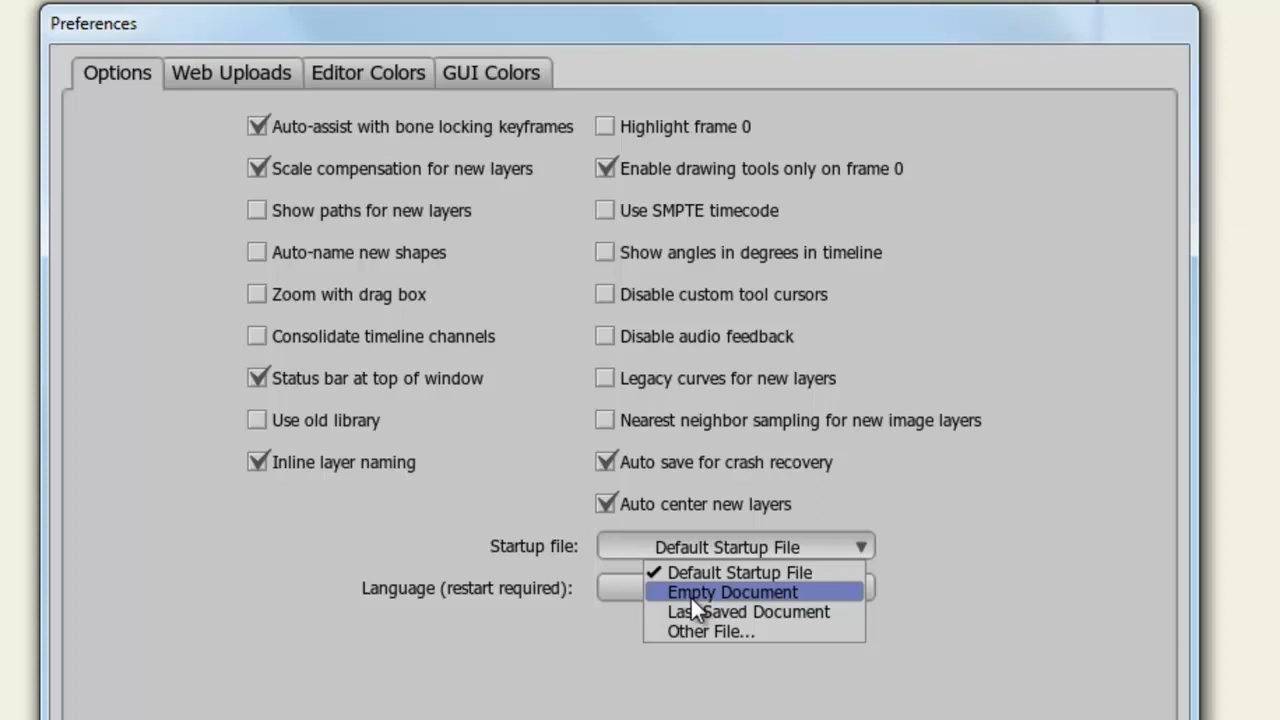 Preferences
Options
Web Uploads
Editor Colors
GUI Colors
Auto-assist with bone locking keyframes
Scale compensation for new layers
Show paths for new layers
Auto-name new shapes
Zoom with drag box
Consolidate timeline channels
Status bar at top of window
Use old library
Inline layer naming
Highlight frame 0
Enable drawing tools only on frame 0
Use SMPTE timecode
Show angles in degrees in timeline
Disable custom tool cursors
Disable audio feedback
Legacy curves for new layers
Nearest neighbor sampling for new image layers
Auto save for crash recovery
Auto center new layers
Startup file:
Default Startup File
Default Startup File
Empty Document
Last Saved Document
Other File...
Language (restart required):